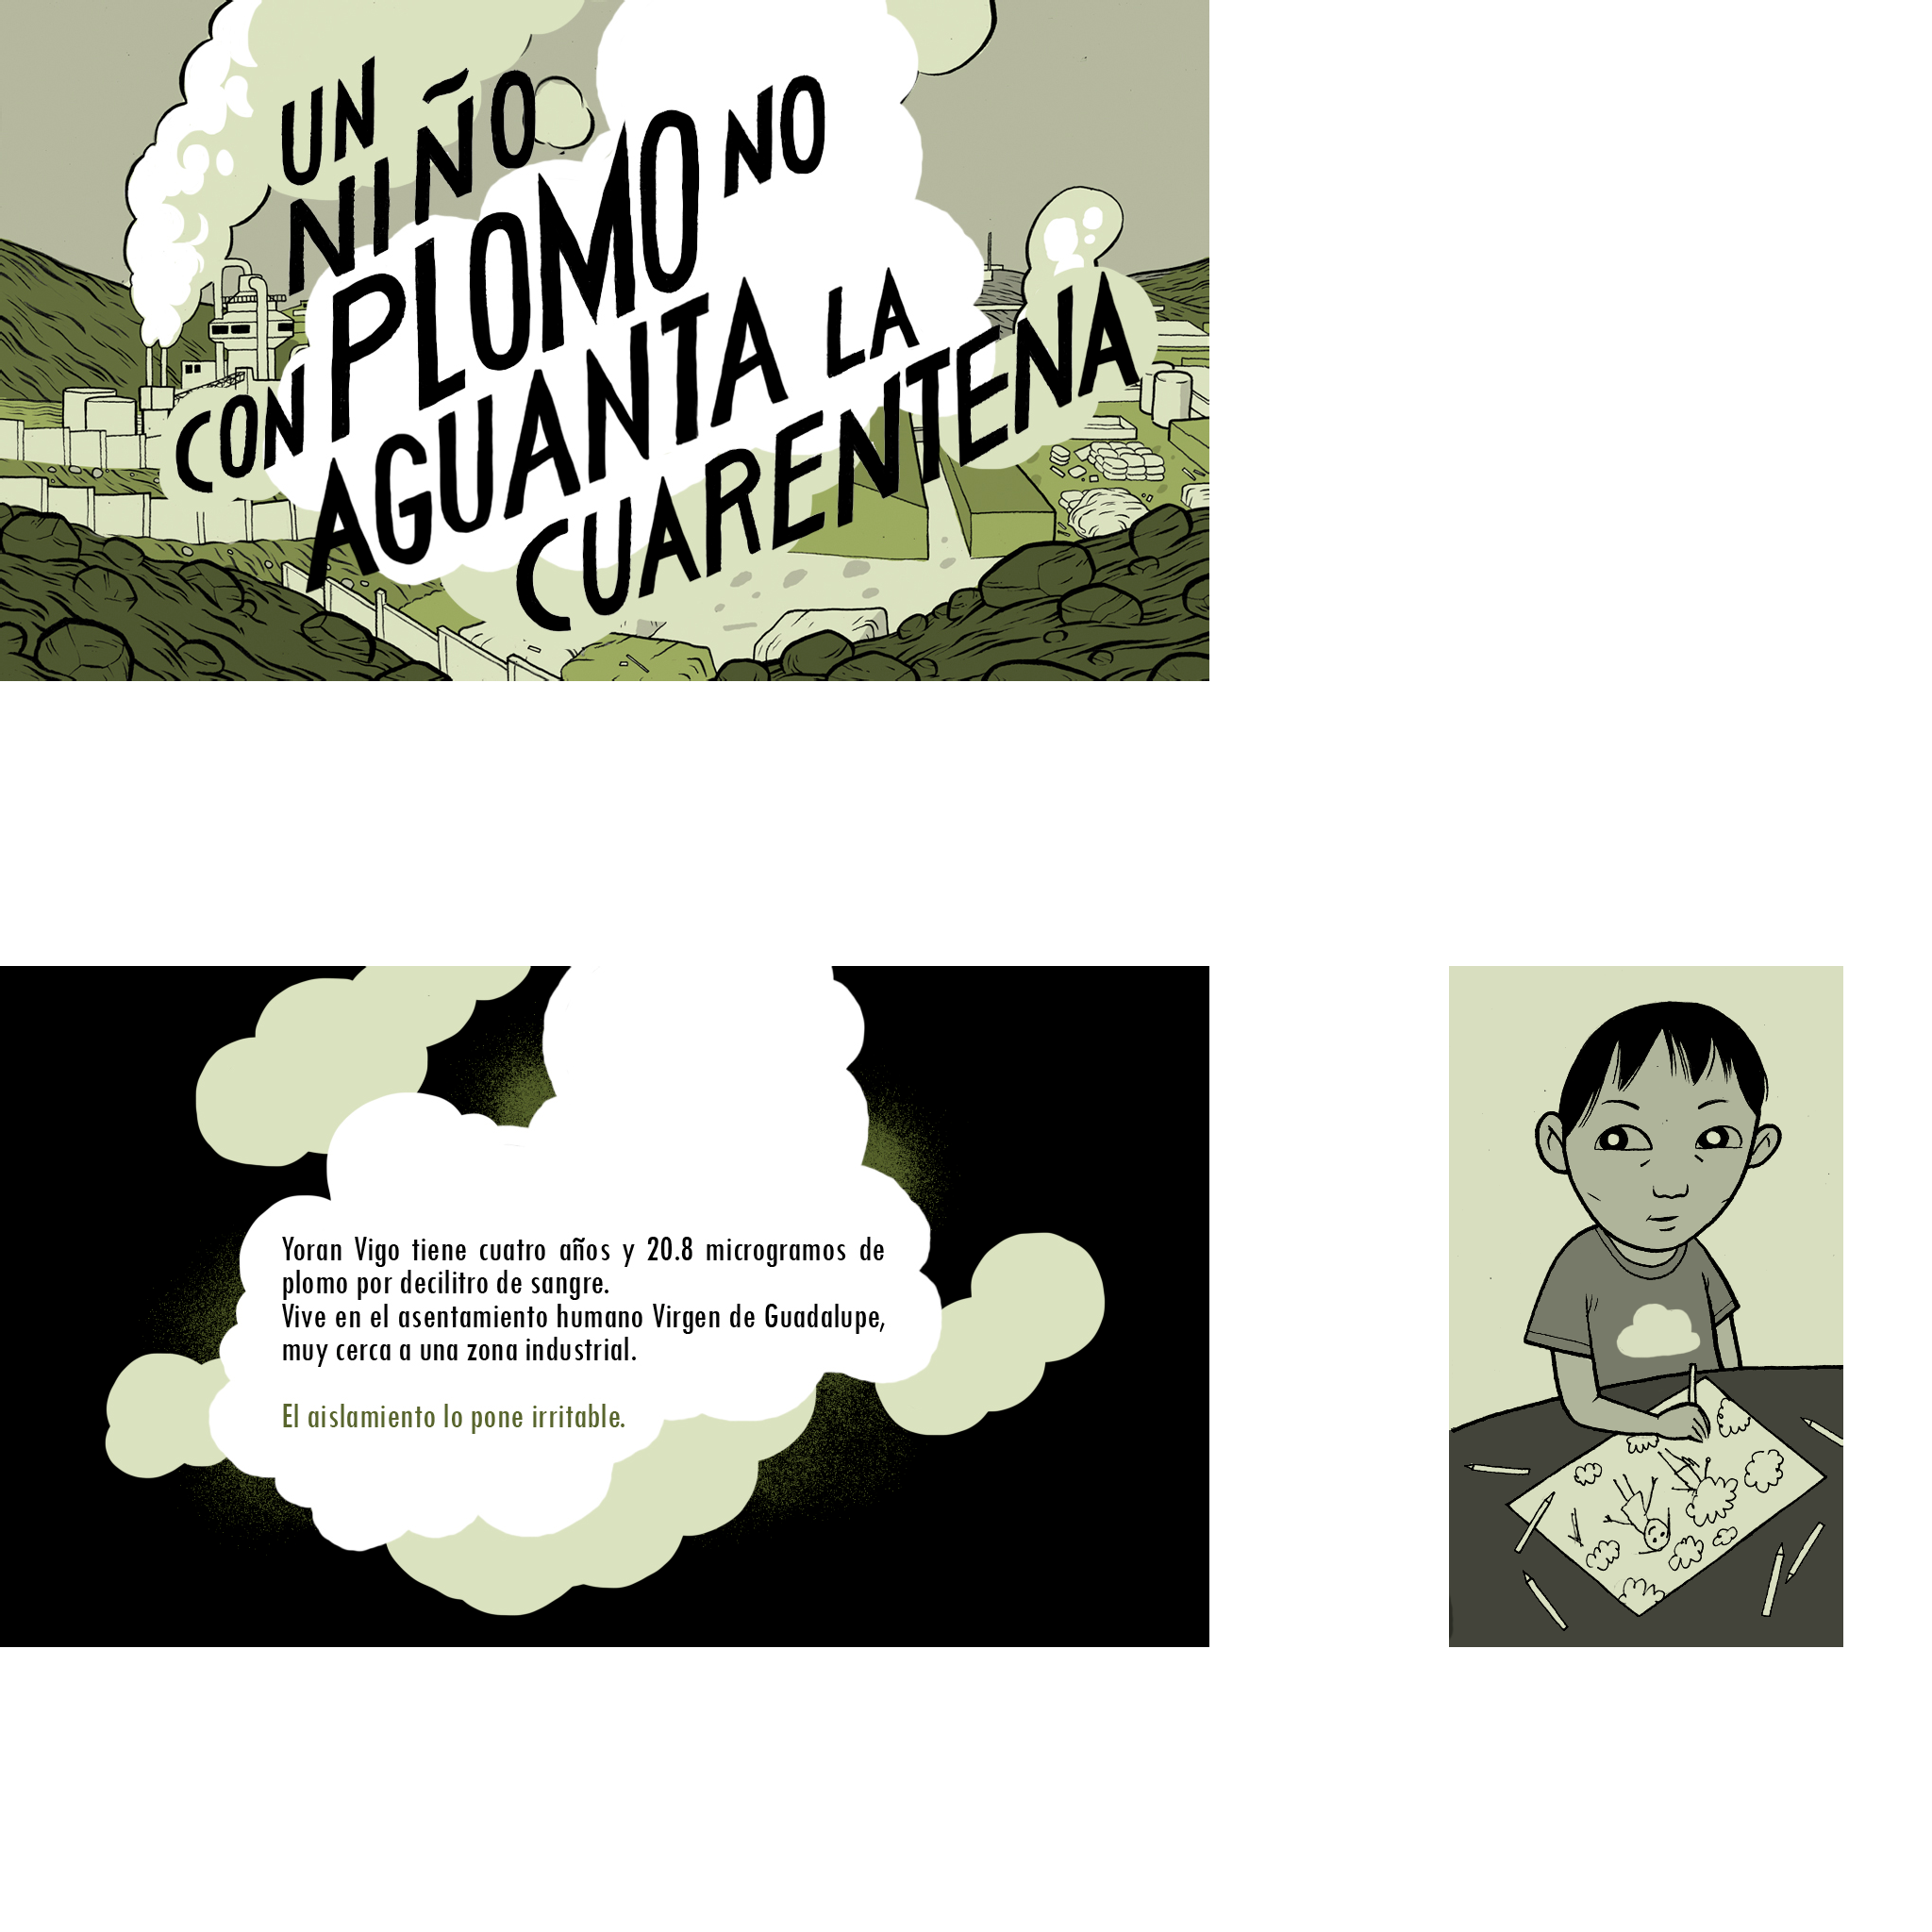 UN
NIÑO
CON PLOMO NO
AGUANTA LA
CUARENTENA
Yoran Vigo tiene cuatro años y 20.8 microgramos de
plomo por decilitro de sangre.
Vive en el asentamiento humano Virgen de Guadalupe,
muy cerca a una zona industrial.
El aislamiento lo pone irritable.